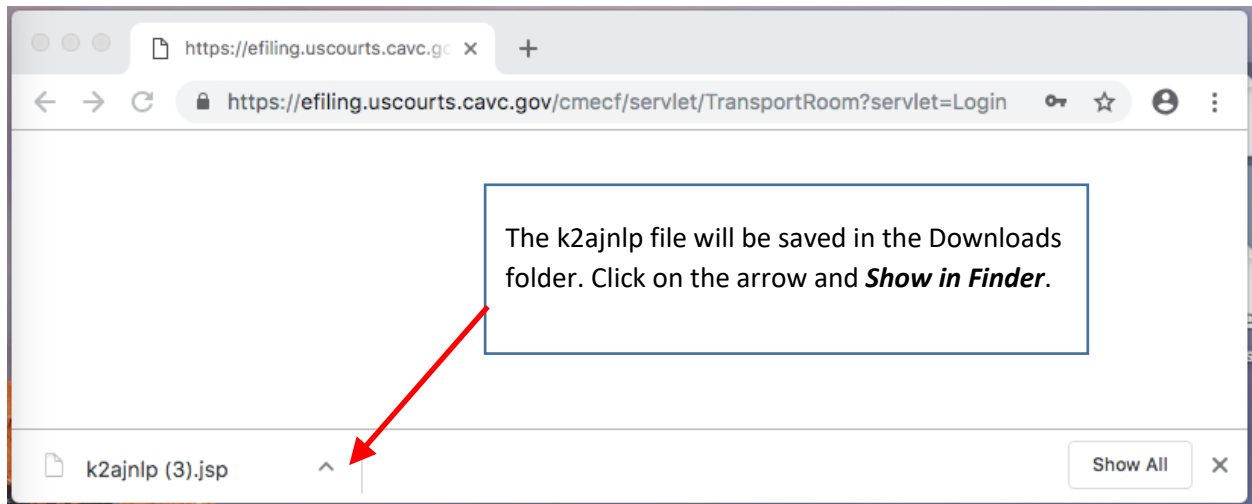 https://efiling.uscourts.cavc.gc
https://efiling.uscourts.cavc.gov/cmecf/servlet/TransportRoom?servlet=Login
The k2ajnlp file will be saved in the Downloads
folder. Click on the arrow and Show in Finder.
k2ajnlp (3).jsp
Show All